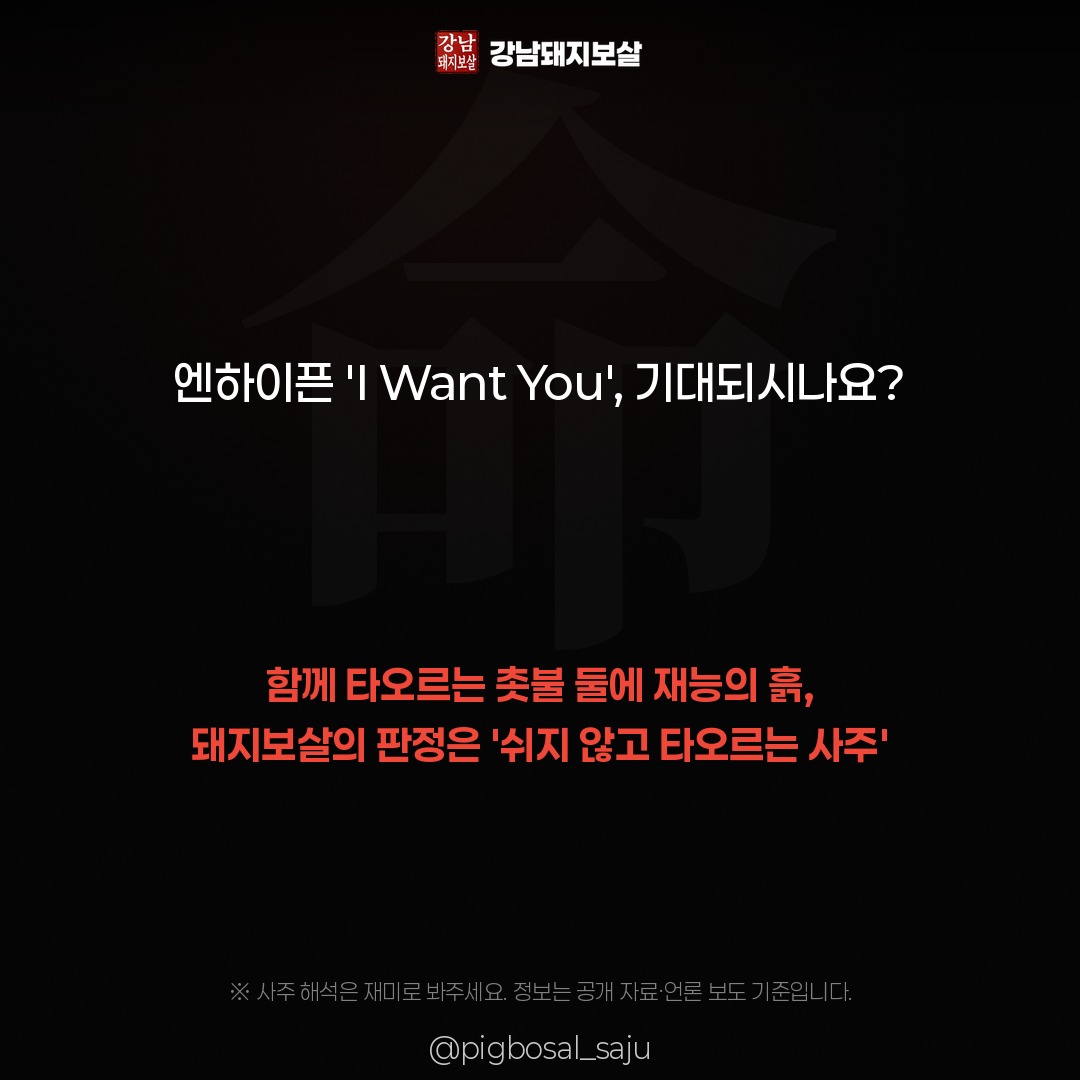 강남
돼지보살
강남돼지보살
命
엔하이픈 'I Want You', 기대되시나요?
함께 타오르는 촛불 둘에 재능의 흙,
돼지보살의 판정은 '쉬지 않고 타오르는 사주'
※ 사주 해석은 재미로 봐주세요. 정보는 공개 자료·언론 보도 기준입니다.
@pigbosal_saju